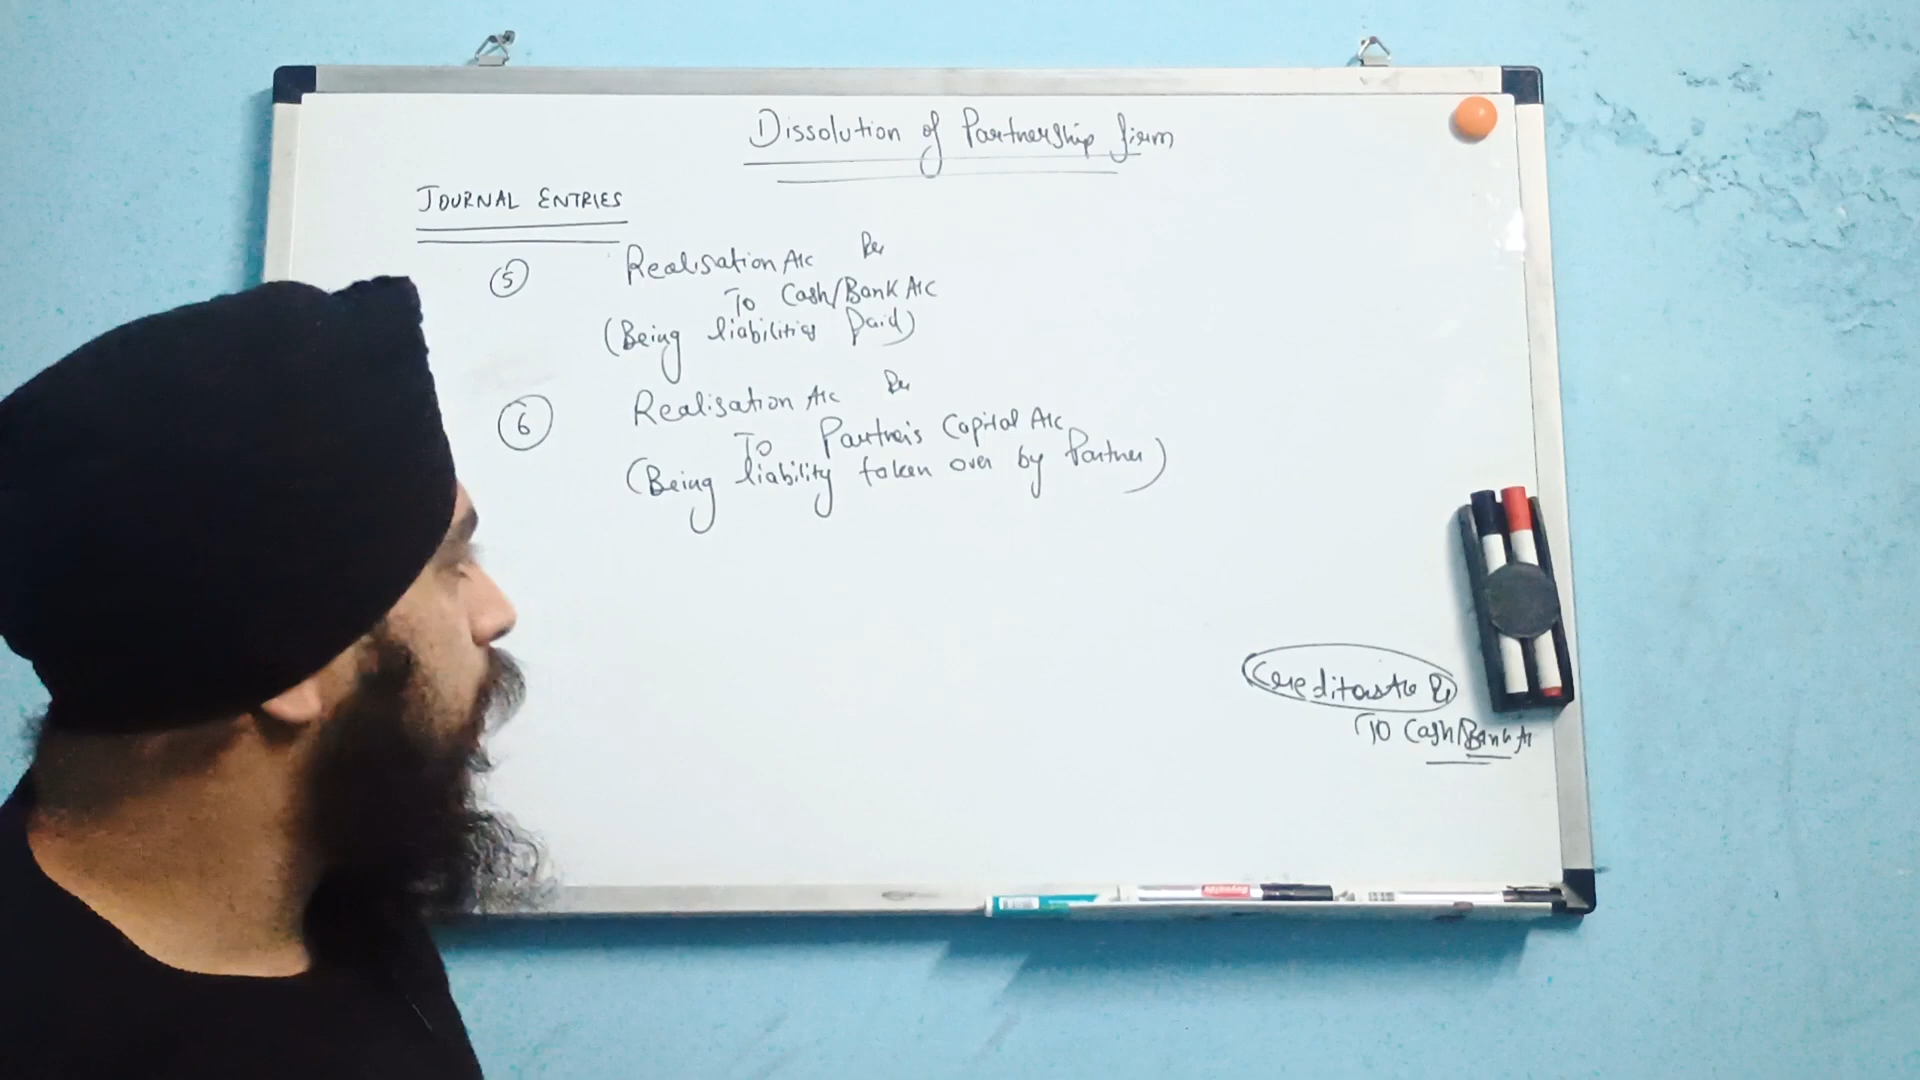 Dissolution of Partnership firm
JOURNAL ENTRIES
5 Realisation A/c Dr
To Cash/Bank A/c
(Being liabilities Paid)
6 Realisation A/c Dr
To Partner's Capital A/c
(Being liability taken over by Partner)
Creditors A/c Dr
To Cash/Bank A/c
Reynolds